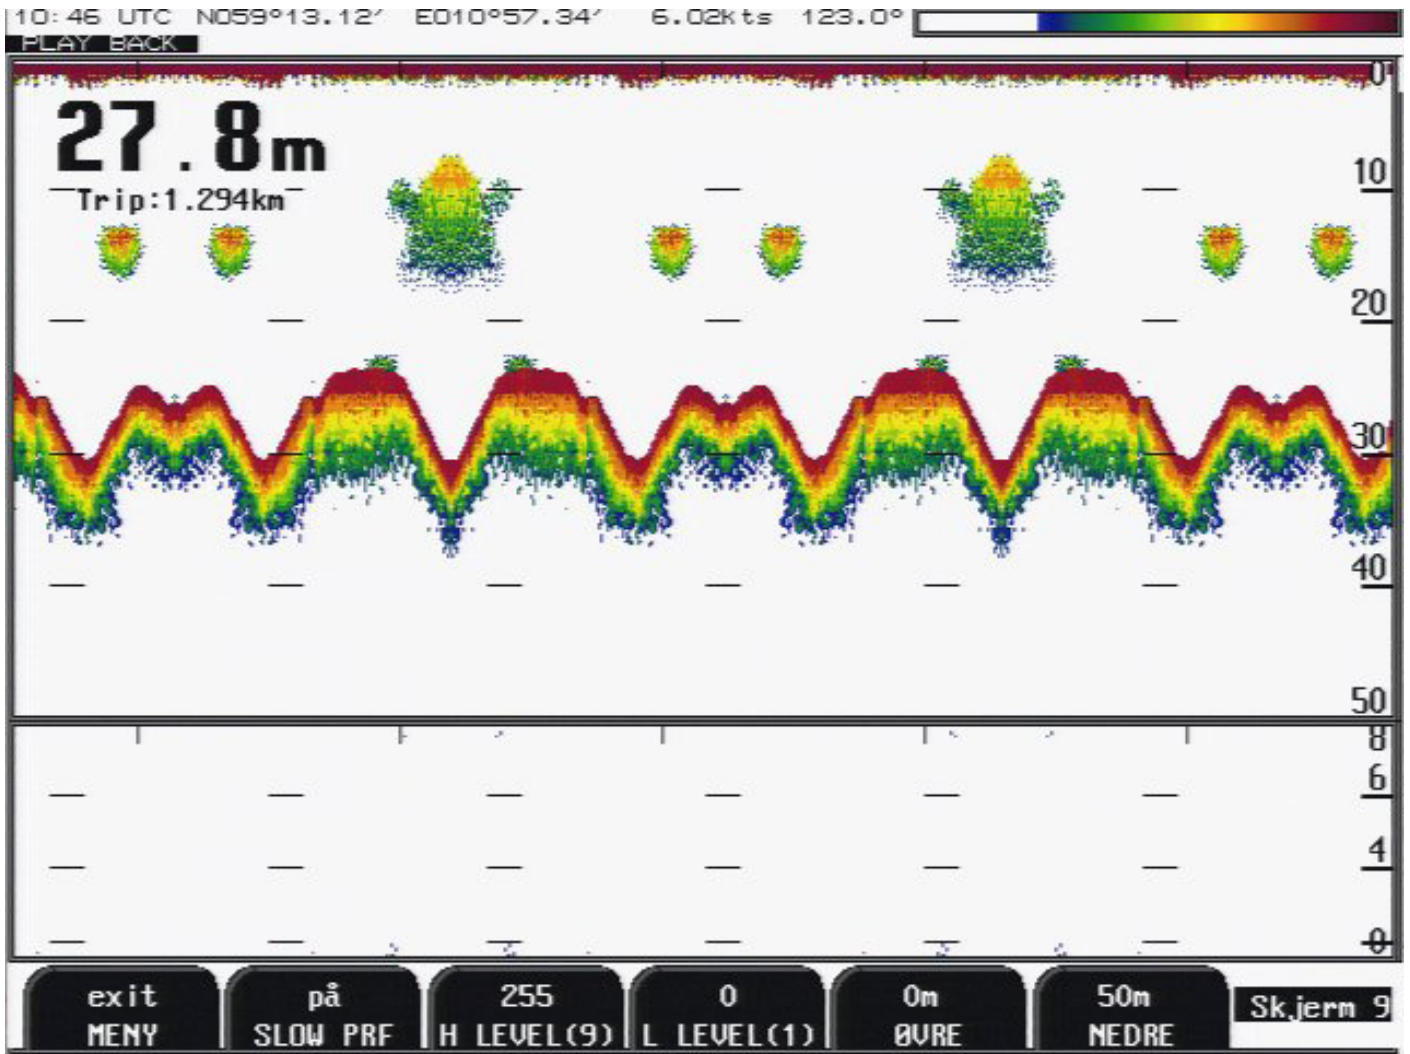 10:46 UTC N059°13.12' E010°57.34' 6.02kts 123.0°
PLAY BACK
0
27.8m
10
Trip:1.294km
20
30
40
50
8
6
4
0
exit på 255 0 0m 50m
Skjerm 9
MENY SLOW PRF H LEVEL(9) L LEVEL(1) ØVRE NEDRE